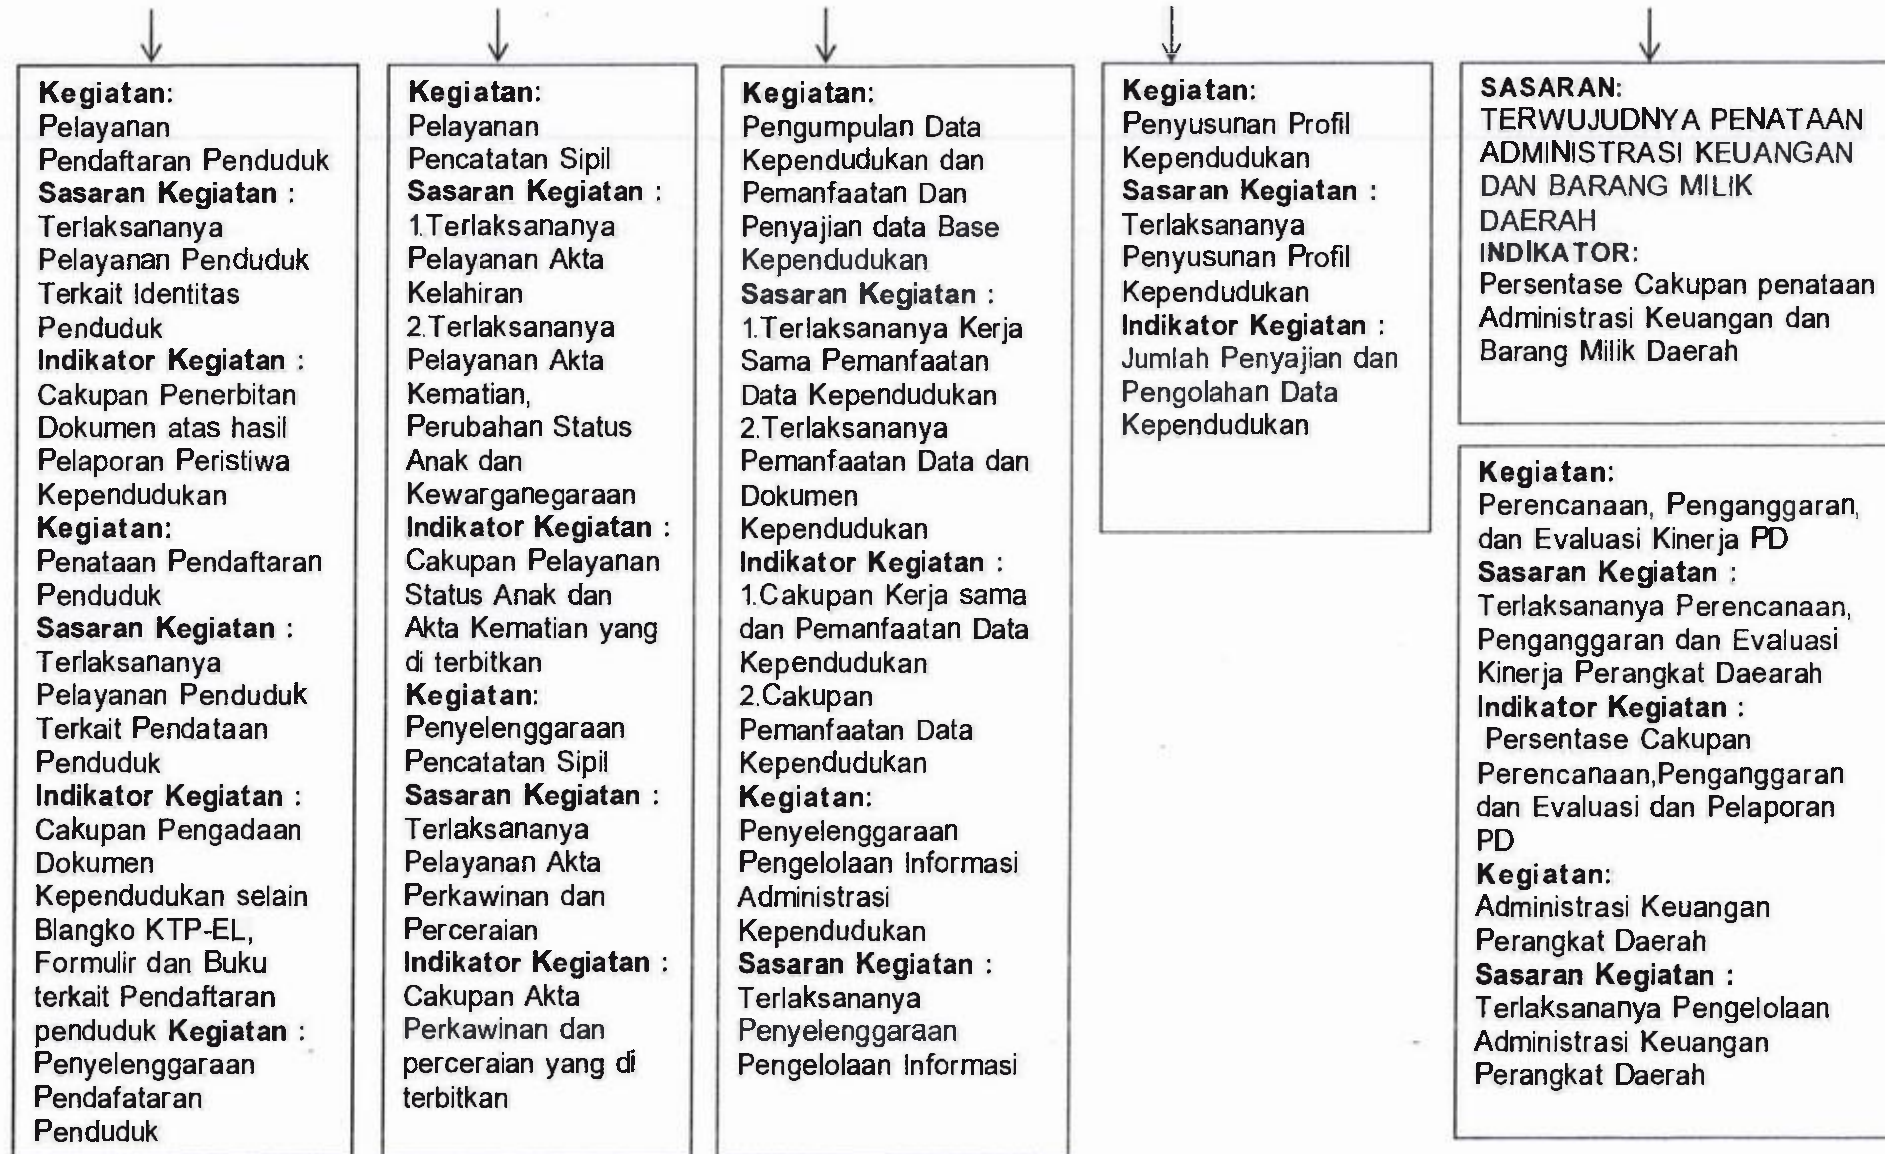 Kegiatan:
Pelayanan
Pendaftaran Penduduk
Sasaran Kegiatan :
Terlaksananya
Pelayanan Penduduk
Terkait Identitas
Penduduk
Indikator Kegiatan :
Cakupan Penerbitan
Dokumen atas hasil
Pelaporan Peristiwa
Kependudukan
Kegiatan:
Penataan Pendaftaran
Penduduk
Sasaran Kegiatan :
Terlaksananya
Pelayanan Penduduk
Terkait Pendataan
Penduduk
Indikator Kegiatan :
Cakupan Pengadaan
Dokumen
Kependudukan selain
Blangko KTP-EL,
Formulir dan Buku
terkait Pendaftaran
penduduk Kegiatan :
Penyelenggaraan
Pendafataran
Penduduk
Kegiatan:
Pelayanan
Pencatatan Sipil
Sasaran Kegiatan :
1.Terlaksananya
Pelayanan Akta
Kelahiran
2.Terlaksananya
Pelayanan Akta
Kematian,
Perubahan Status
Anak dan
Kewarganegaraan
Indikator Kegiatan :
Cakupan Pelayanan
Status Anak dan
Akta Kematian yang
di terbitkan
Kegiatan:
Penyelenggaraan
Pencatatan Sipil
Sasaran Kegiatan :
Terlaksananya
Pelayanan Akta
Perkawinan dan
Perceraian
Indikator Kegiatan :
Cakupan Akta
Perkawinan dan
perceraian yang di
terbitkan
Kegiatan:
Pengumpulan Data
Kependudukan dan
Pemanfaatan Dan
Penyajian data Base
Kependudukan
Sasaran Kegiatan :
1.Terlaksananya Kerja
Sama Pemanfaatan
Data Kependudukan
2.Terlaksananya
Pemanfaatan Data dan
Dokumen
Kependudukan
Indikator Kegiatan :
1.Cakupan Kerja sama
dan Pemanfaatan Data
Kependudukan
2.Cakupan
Pemanfaatan Data
Kependudukan
Kegiatan:
Penyelenggaraan
Pengelolaan Informasi
Administrasi
Kependudukan
Sasaran Kegiatan :
Terlaksananya
Penyelenggaraan
Pengelolaan Informasi
Kegiatan:
Penyusunan Profil
Kependudukan
Sasaran Kegiatan :
Terlaksananya
Penyusunan Profil
Kependudukan
Indikator Kegiatan :
Jumlah Penyajian dan
Pengolahan Data
Kependudukan
SASARAN:
TERWUJUDNYA PENATAAN
ADMINISTRASI KEUANGAN
DAN BARANG MILIK
DAERAH
INDIKATOR:
Persentase Cakupan penataan
Administrasi Keuangan dan
Barang Milik Daerah
Kegiatan:
Perencanaan, Penganggaran,
dan Evaluasi Kinerja PD
Sasaran Kegiatan :
Terlaksananya Perencanaan,
Penganggaran dan Evaluasi
Kinerja Perangkat Daearah
Indikator Kegiatan :
Persentase Cakupan
Perencanaan,Penganggaran
dan Evaluasi dan Pelaporan
PD
Kegiatan:
Administrasi Keuangan
Perangkat Daerah
Sasaran Kegiatan :
Terlaksananya Pengelolaan
Administrasi Keuangan
Perangkat Daerah